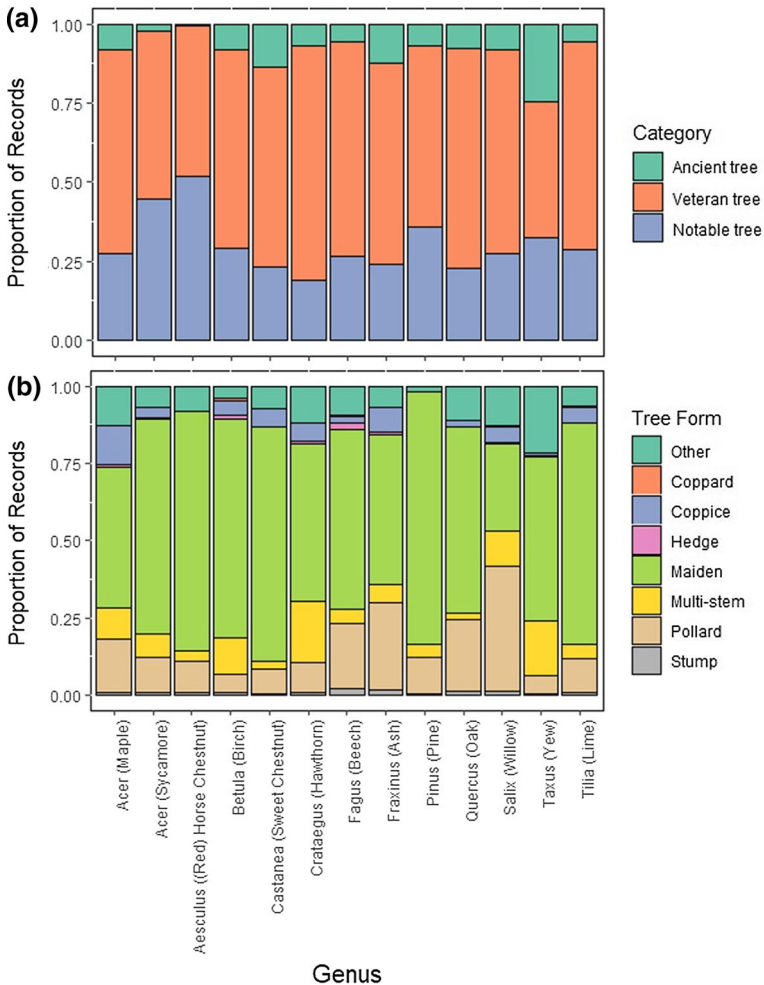 (a)
Proportion of Records
1.00
0.75
0.50
0.25
0.00
Category
Ancient tree
Veteran tree
Notable tree
(b)
Proportion of Records
1.00
0.75
0.50
0.25
0.00
Tree Form
Other
Coppard
Coppice
Hedge
Maiden
Multi-stem
Pollard
Stump
Acer (Maple)
Acer (Sycamore)
Aesculus ((Red) Horse Chestnut)
Betula (Birch)
Castanea (Sweet Chestnut)
Crataegus (Hawthorn)
Fagus (Beech)
Fraxinus (Ash)
Pinus (Pine)
Quercus (Oak)
Salix (Willow)
Taxus (Yew)
Tilia (Lime)
Genus